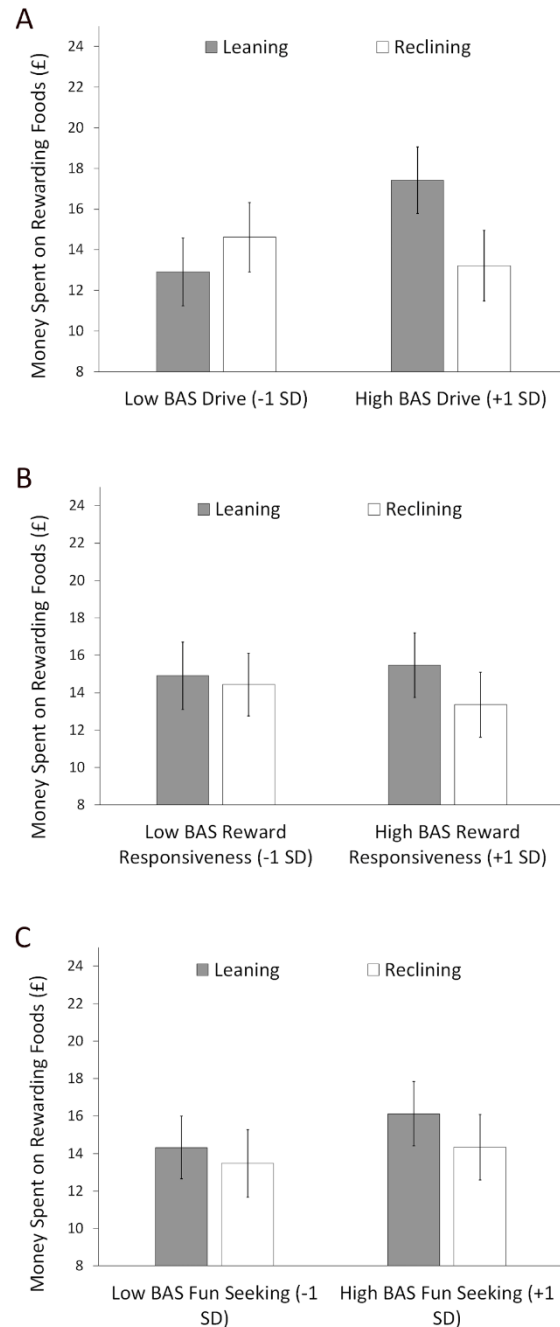 A
Money Spent on Rewarding Foods (£)
Leaning
Reclining
24
22
20
18
16
14
12
10
8
Low BAS Drive (-1 SD)
High BAS Drive (+1 SD)
B
Money Spent on Rewarding Foods (£)
Leaning
Reclining
24
22
20
18
16
14
12
10
8
Low BAS Reward
Responsiveness (-1 SD)
High BAS Reward
Responsiveness (+1 SD)
C
Money Spent on Rewarding Foods (£)
Leaning
Reclining
24
22
20
18
16
14
12
10
8
Low BAS Fun Seeking (-1
SD)
High BAS Fun Seeking (+1
SD)